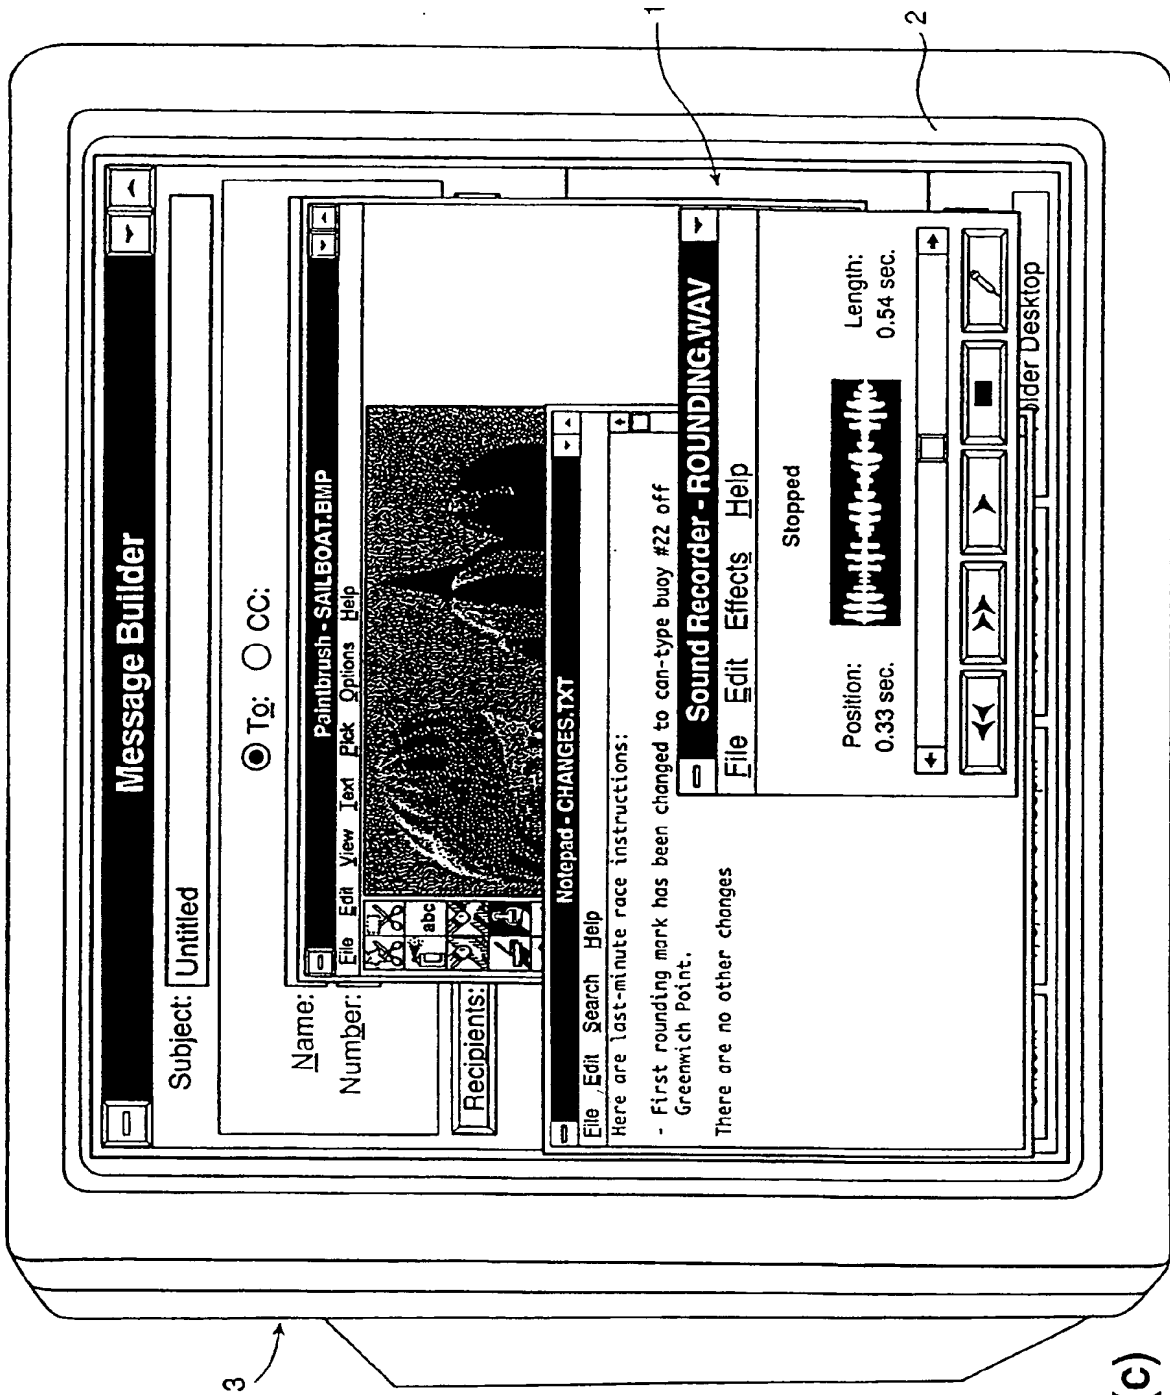 Message Builder
Subject: Untitled
To: CC:
Name:
Number:
Recipients:
Paintbrush - SAILBOAT.BMP
File Edit View Text Pick Options Help
abc
Notepad - CHANGES.TXT
File Edit Search Help
Here are last-minute race instructions:
- First rounding mark has been changed to can-type buoy #22 off
Greenwich Point.
There are no other changes
Sound Recorder - ROUNDING.WAV
File Edit Effects Help
Stopped
Position: Length:
0.33 sec. 0.54 sec.
Desktop
1
2
3
(c)